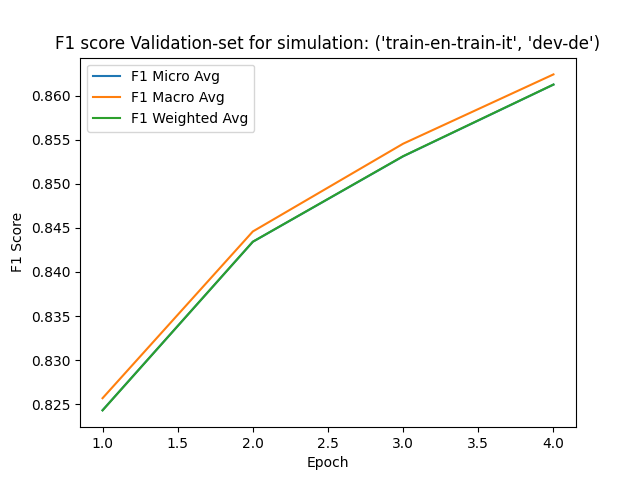 F1 score Validation-set for simulation: ('train-en-train-it', 'dev-de')
F1 Micro Avg
F1 Macro Avg
F1 Weighted Avg
0.860
0.855
0.850
0.845
0.840
0.835
0.830
0.825
F1 Score
1.0 1.5 2.0 2.5 3.0 3.5 4.0
Epoch